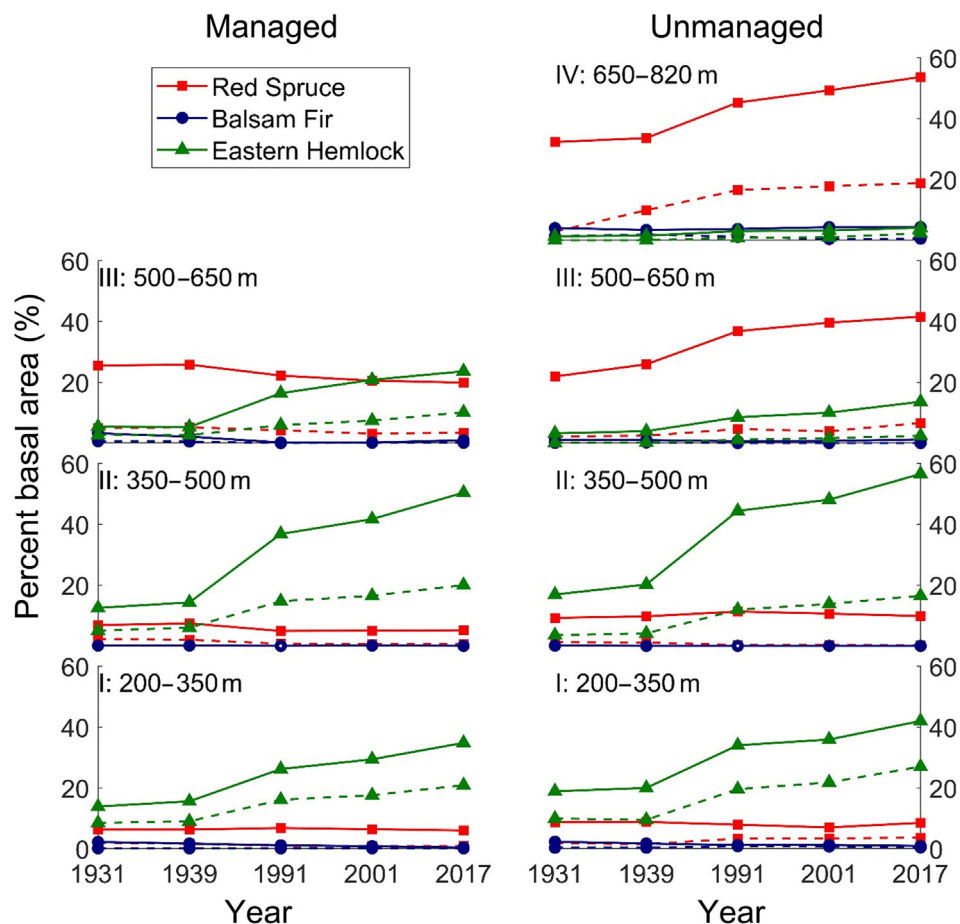 Managed
Unmanaged
Red Spruce
Balsam Fir
Eastern Hemlock
IV: 650–820 m
60
40
20
Percent basal area (%)
III: 500–650 m
60
40
20
III: 500–650 m
60
40
20
II: 350–500 m
60
40
20
II: 350–500 m
60
40
20
I: 200–350 m
60
40
20
0
I: 200–350 m
60
40
20
0
1931 1939 1991 2001 2017
1931 1939 1991 2001 2017
Year
Year